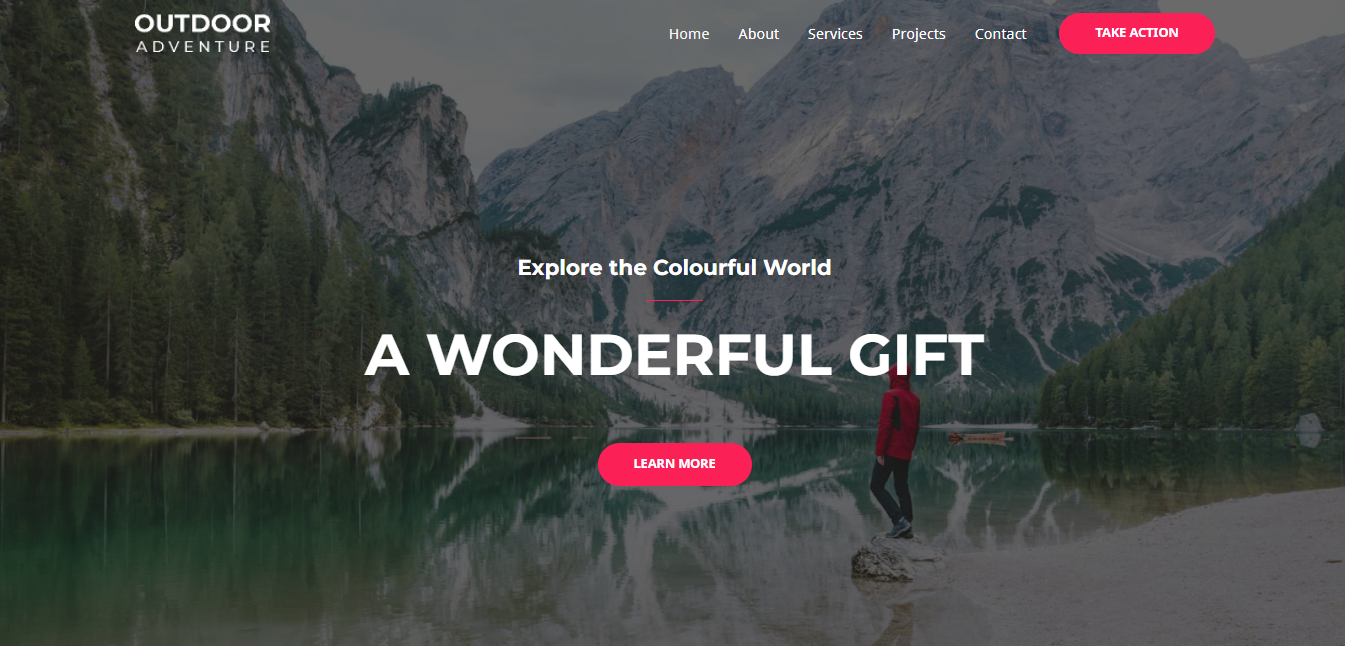 OUTDOOR
ADVENTURE
Home About Services Projects Contact TAKE ACTION
Explore the Colourful World
A WONDERFUL GIFT
LEARN MORE